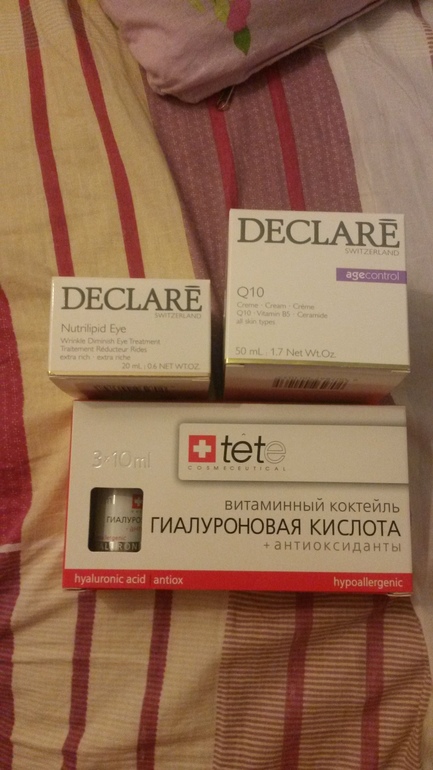 DECLARĒ
SWITZERLAND
agecontrol
Q10
Creme · Cream · Crème
Q10 · Vitamin B5 · Ceramide
all skin types
50 mL . 1.7 Net Wt.Oz.
DECLARĒ
SWITZERLAND
Nutrilipid Eye
Wrinkle Diminish Eye Treatment
Traitement Réducteur Rides
extra rich · extra riche
20 mL . 0.6 NET WT.OZ.
3*10ml
tete
COSMECEUTICAL
витаминный коктейль
ГИАЛУРОНОВАЯ КИСЛОТА
+антиоксиданты
ГИАЛУРО
hyaluronic acid antiox
hypoallergenic